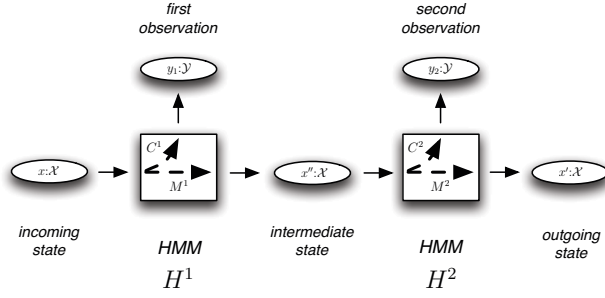 first
observation
second
observation
y₁:𝒴
y₂:𝒴
C¹
M¹
C²
M²
x:𝒳
x″:𝒳
x′:𝒳
incoming
state
HMM
H¹
intermediate
state
HMM
H²
outgoing
state